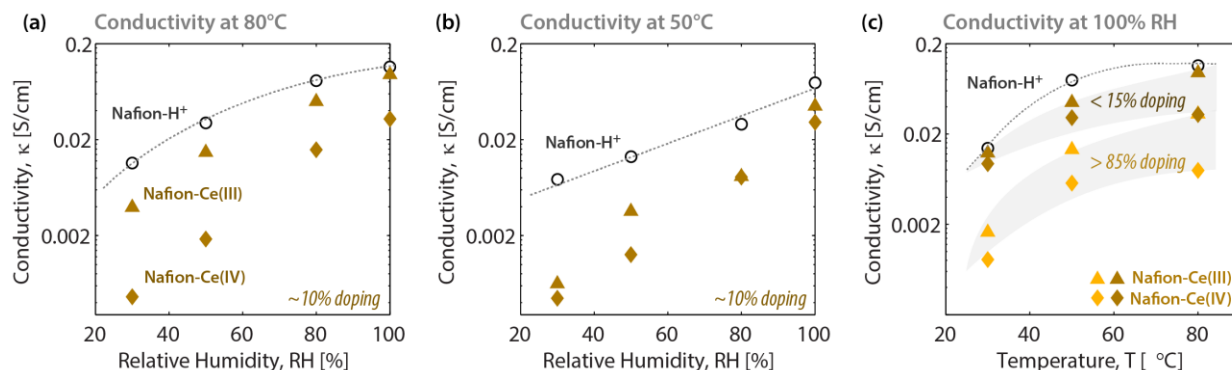 (a) Conductivity at 80°C
Conductivity, κ [S/cm]
0.2
0.02
0.002
Nafion-H⁺
Nafion-Ce(III)
Nafion-Ce(IV)
~10% doping
20 40 60 80 100
Relative Humidity, RH [%]
(b) Conductivity at 50°C
Conductivity, κ [S/cm]
0.2
0.02
0.002
Nafion-H⁺
~10% doping
20 40 60 80 100
Relative Humidity, RH [%]
(c) Conductivity at 100% RH
Conductivity, κ [S/cm]
0.2
0.02
0.002
Nafion-H⁺
< 15% doping
> 85% doping
Nafion-Ce(III)
Nafion-Ce(IV)
20 40 60 80
Temperature, T [ °C]